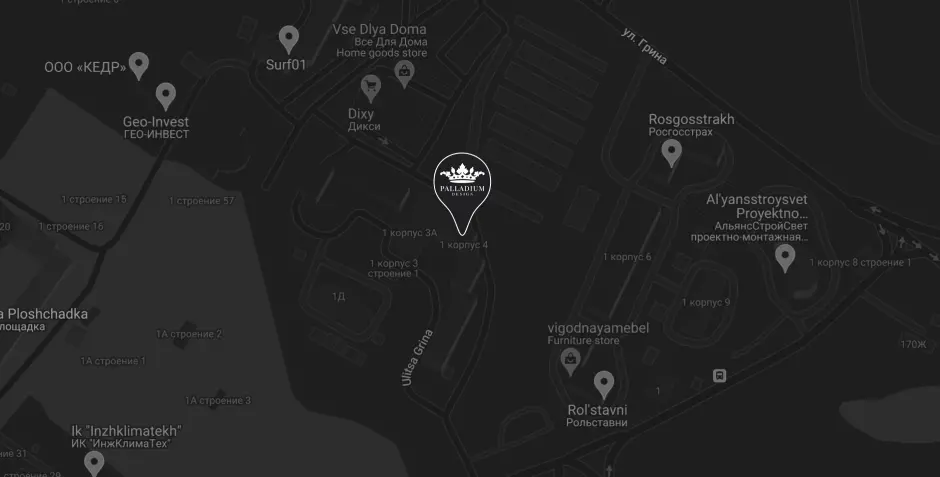 Vse Dlya Doma
Все Для Дома
Home goods store
ул. Грина
Surf01
ООО «КЕДР»
Geo-Invest
ГЕО-ИНВЕСТ
Dixy
Дикси
Rosgosstrakh
Росгосстрах
PALLADIUM
DESIGN
Al'yansstroysvet
Proyektno...
АльянсСтройСвет
проектно-монтажная...
1 строение 15
1 строение 57
20
1 строение 16
1 корпус 3А
1 корпус 4
1 корпус 3
строение 1
1 корпус 6
1 корпус 8 строение 1
1Д
1 корпус 9
a Ploshchadka
лощадка
1А строение 2
vigodnayamebel
Furniture store
170Ж
Ulitsa Grina
1А строение 1
1
1А строение 3
Rol'stavni
Рольставни
Ik "Inzhklimatekh"
ИК "ИнжКлимаТех"
ние 31
строение 29